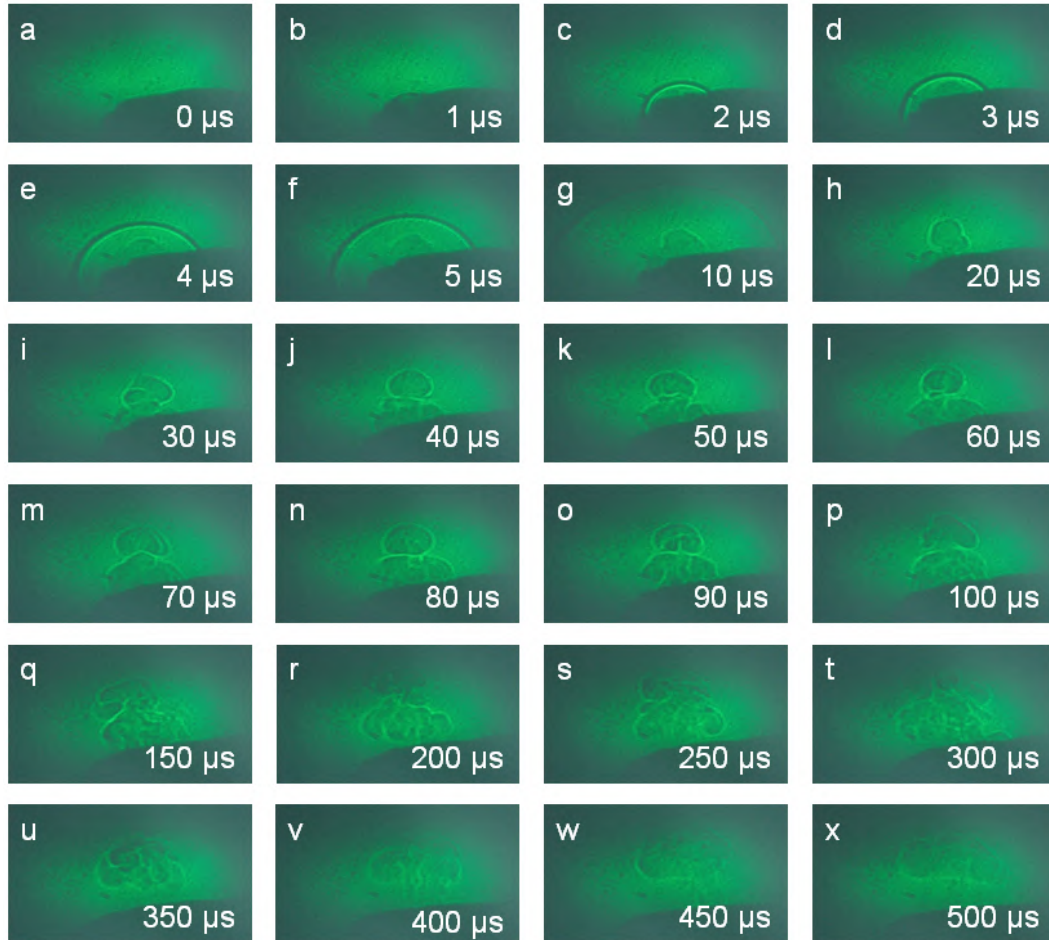 a
0 µs
b
1 µs
c
2 µs
d
3 µs
e
4 µs
f
5 µs
g
10 µs
h
20 µs
i
30 µs
j
40 µs
k
50 µs
l
60 µs
m
70 µs
n
80 µs
o
90 µs
p
100 µs
q
150 µs
r
200 µs
s
250 µs
t
300 µs
u
350 µs
v
400 µs
w
450 µs
x
500 µs